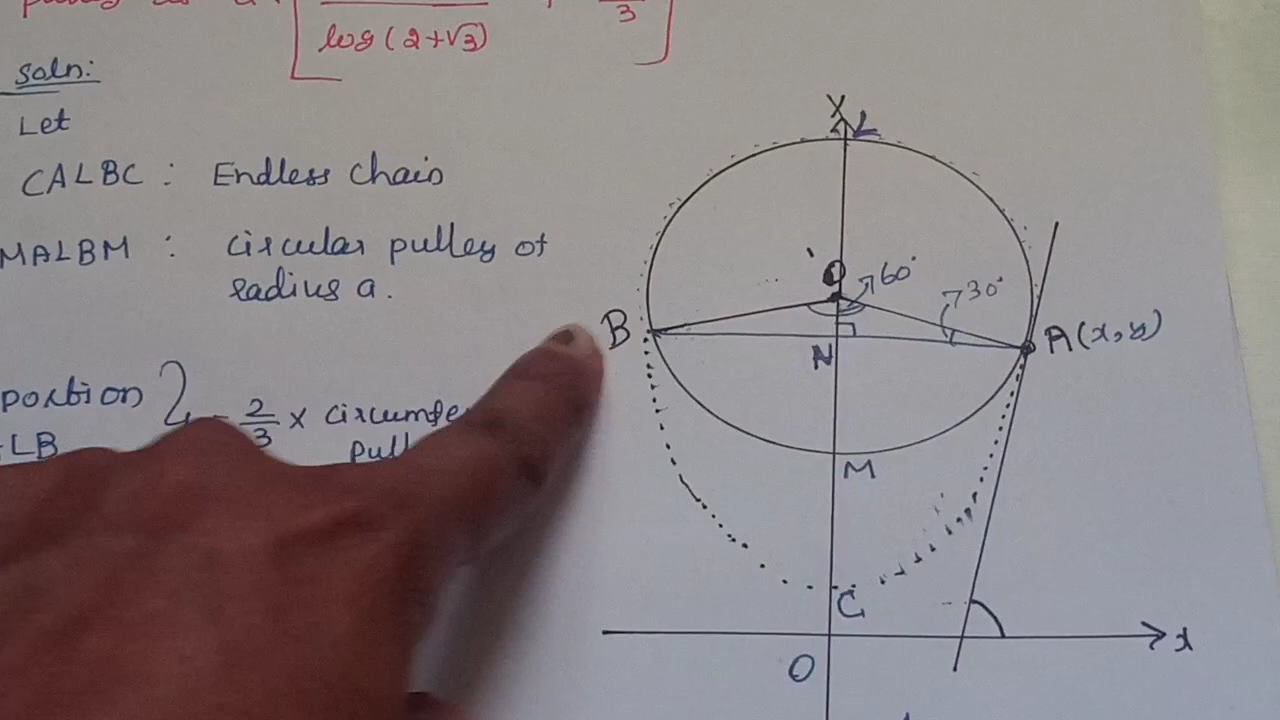 log(2+√3)
3
Soln:
Let
CALBC : Endless chain
MALBM : circular pulley of
radius a.
portion
LB
= 2/3 × circumfe
pull
X
L
O
60°
30°
B
N
A(x,y)
M
C
O
x